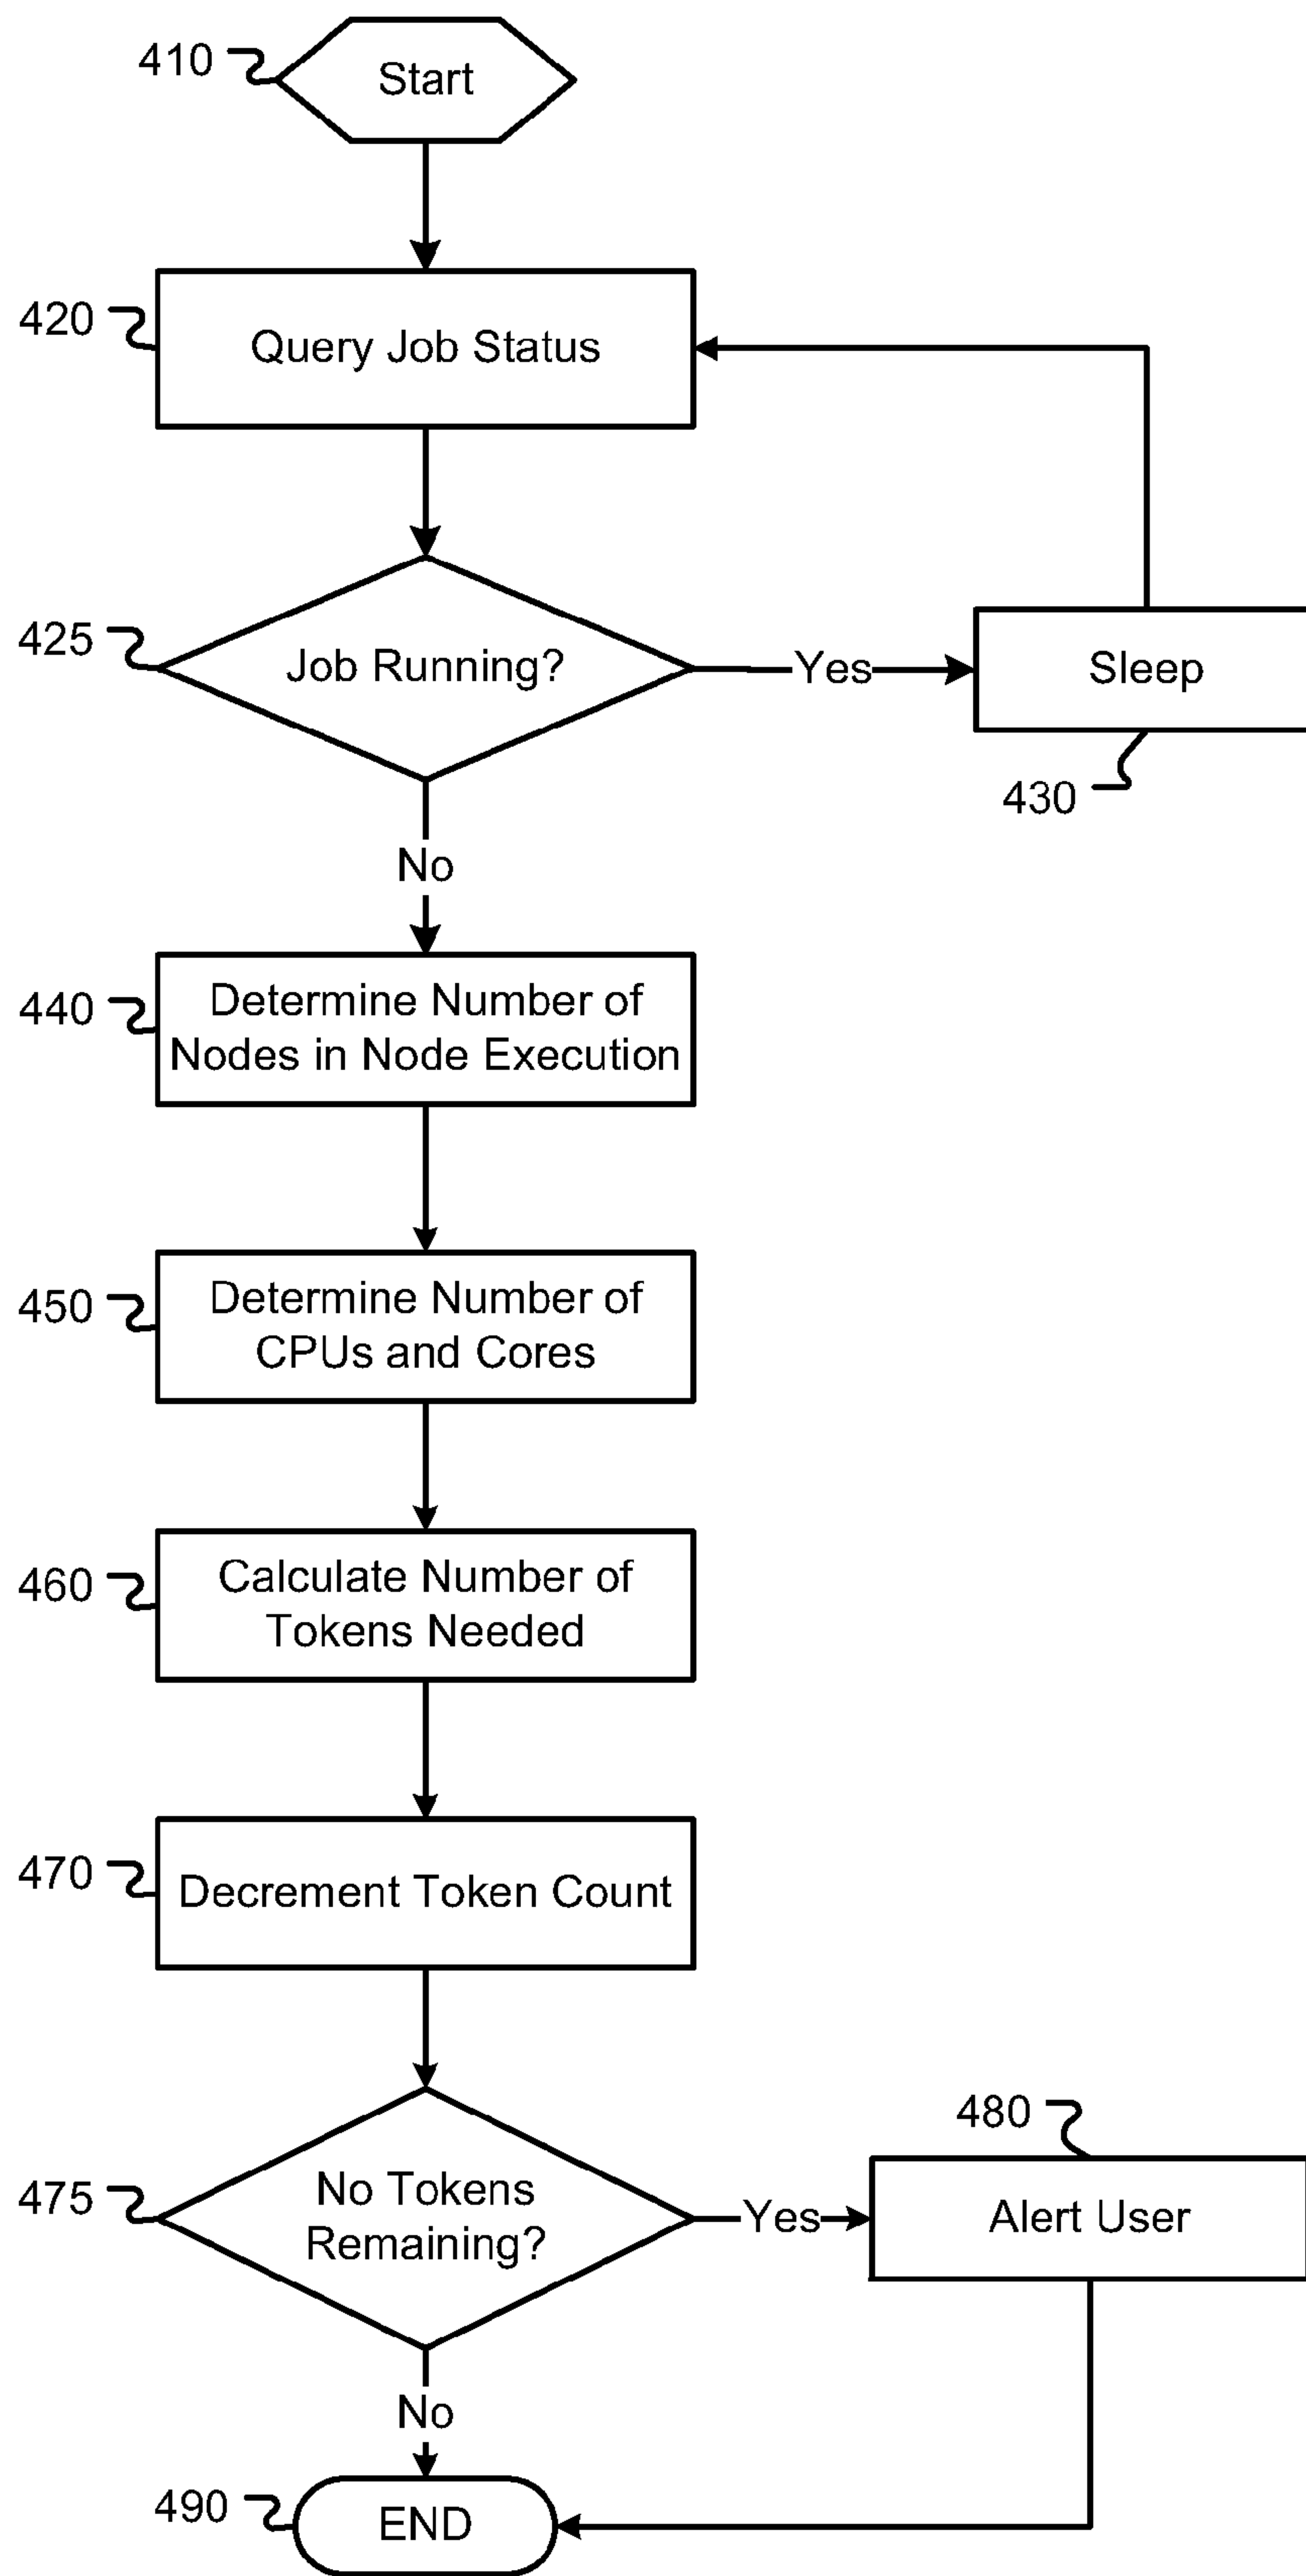 410
Start
420
Query Job Status
425
Job Running?
Yes
Sleep
430
No
440
Determine Number of
Nodes in Node Execution
450
Determine Number of
CPUs and Cores
460
Calculate Number of
Tokens Needed
470
Decrement Token Count
475
No Tokens
Remaining?
Yes
480
Alert User
No
490
END